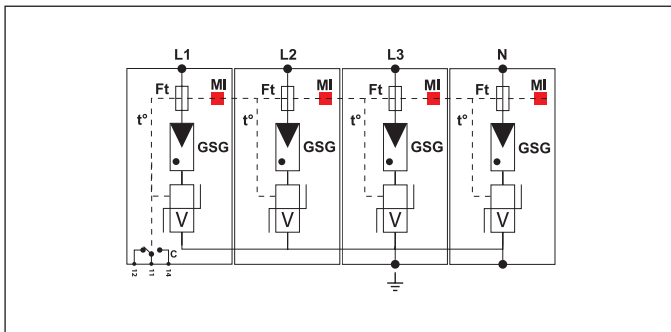 L1 L2 L3 N
Ft MI Ft MI Ft MI Ft MI
t° t° t° t°
GSG GSG GSG GSG
V V V V
C
12 11 14